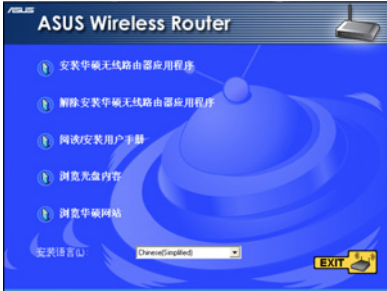 ASUS
ASUS Wireless Router
安装华硕无线路由器应用程序
解除安装华硕无线路由器应用程序
阅读/安装用户手册
浏览光盘内容
浏览华硕网站
安装语言(L)
Chinese(Simplified)
EXIT